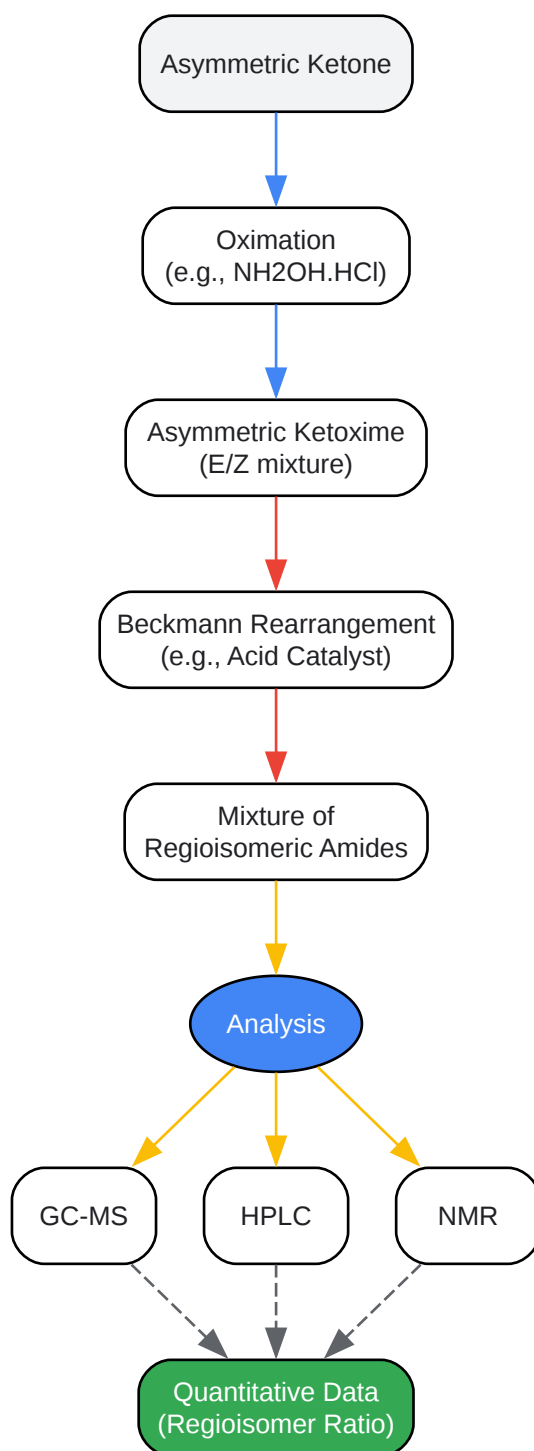 Asymmetric Ketone
Oximation
(e.g., NH2OH.HCl)
Asymmetric Ketoxime
(E/Z mixture)
Beckmann Rearrangement
(e.g., Acid Catalyst)
Mixture of
Regioisomeric Amides
Analysis
GC-MS
HPLC
NMR
Quantitative Data
(Regioisomer Ratio)